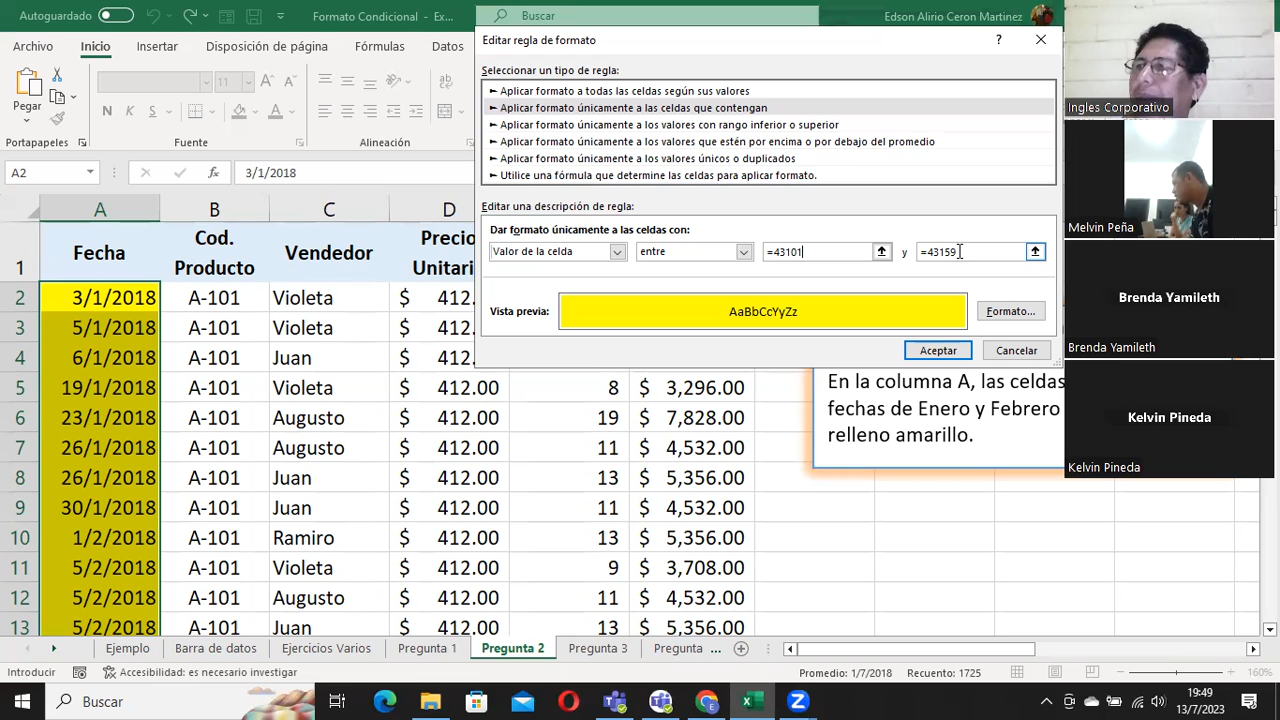 Autoguardado
Formato Condicional - Ex...
Buscar
Edson Alirio Ceron Martinez
Archivo
Inicio
Insertar
Disposición de página
Fórmulas
Datos
Pegar
11
N K S
Portapapeles
Fuente
Alineación
A2
fx
3/1/2018
Editar regla de formato
?
Seleccionar un tipo de regla:
► Aplicar formato a todas las celdas según sus valores
► Aplicar formato únicamente a las celdas que contengan
► Aplicar formato únicamente a los valores con rango inferior o superior
► Aplicar formato únicamente a los valores que estén por encima o por debajo del promedio
► Aplicar formato únicamente a los valores únicos o duplicados
► Utilice una fórmula que determine las celdas para aplicar formato.
Editar una descripción de regla:
Dar formato únicamente a las celdas con:
Valor de la celda
entre
=43101
y
=43159
Vista previa:
AaBbCcYyZz
Formato...
Aceptar
Cancelar
A B C D
1 Fecha Cod. Producto Vendedor Precio Unitari
2 3/1/2018 A-101 Violeta $ 412.00
3 5/1/2018 A-101 Violeta $ 412.00
4 6/1/2018 A-101 Juan $ 412.00
5 19/1/2018 A-101 Violeta $ 412.00 8 $ 3,296.00
6 23/1/2018 A-101 Augusto $ 412.00 19 $ 7,828.00
7 26/1/2018 A-101 Augusto $ 412.00 11 $ 4,532.00
8 26/1/2018 A-101 Juan $ 412.00 13 $ 5,356.00
9 30/1/2018 A-101 Juan $ 412.00 11 $ 4,532.00
10 1/2/2018 A-101 Ramiro $ 412.00 13 $ 5,356.00
11 5/2/2018 A-101 Violeta $ 412.00 9 $ 3,708.00
12 5/2/2018 A-101 Augusto $ 412.00 11 $ 4,532.00
13 5/2/2018 A-101 Juan $ 412.00 13 $ 5,356.00
En la columna A, las celdas
fechas de Enero y Febrero
relleno amarillo.
Ingles Corporativo
Melvin Peña
Brenda Yamileth
Brenda Yamileth
Kelvin Pineda
Kelvin Pineda
Ejemplo
Barra de datos
Ejercicios Varios
Pregunta 1
Pregunta 2
Pregunta 3
Pregunta ...
Introducir
Accesibilidad: es necesario investigar
Promedio: 1/7/2018
Recuento: 1725
160%
Buscar
19:49
13/7/2023